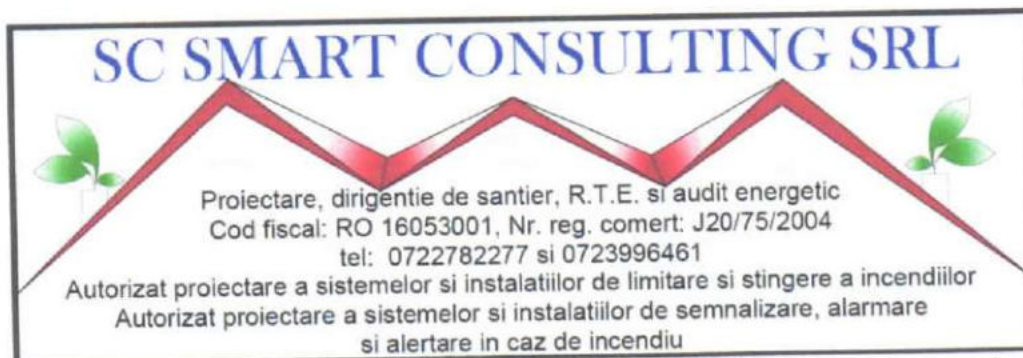 SC SMART CONSULTING SRL
Proiectare, dirigentie de santier, R.T.E. si audit energetic
Cod fiscal: RO 16053001, Nr. reg. comert: J20/75/2004
tel: 0722782277 si 0723996461
Autorizat proiectare a sistemelor si instalatiilor de limitare si stingere a incendiilor
Autorizat proiectare a sistemelor si instalatiilor de semnalizare, alarmare
si alertare in caz de incendiu